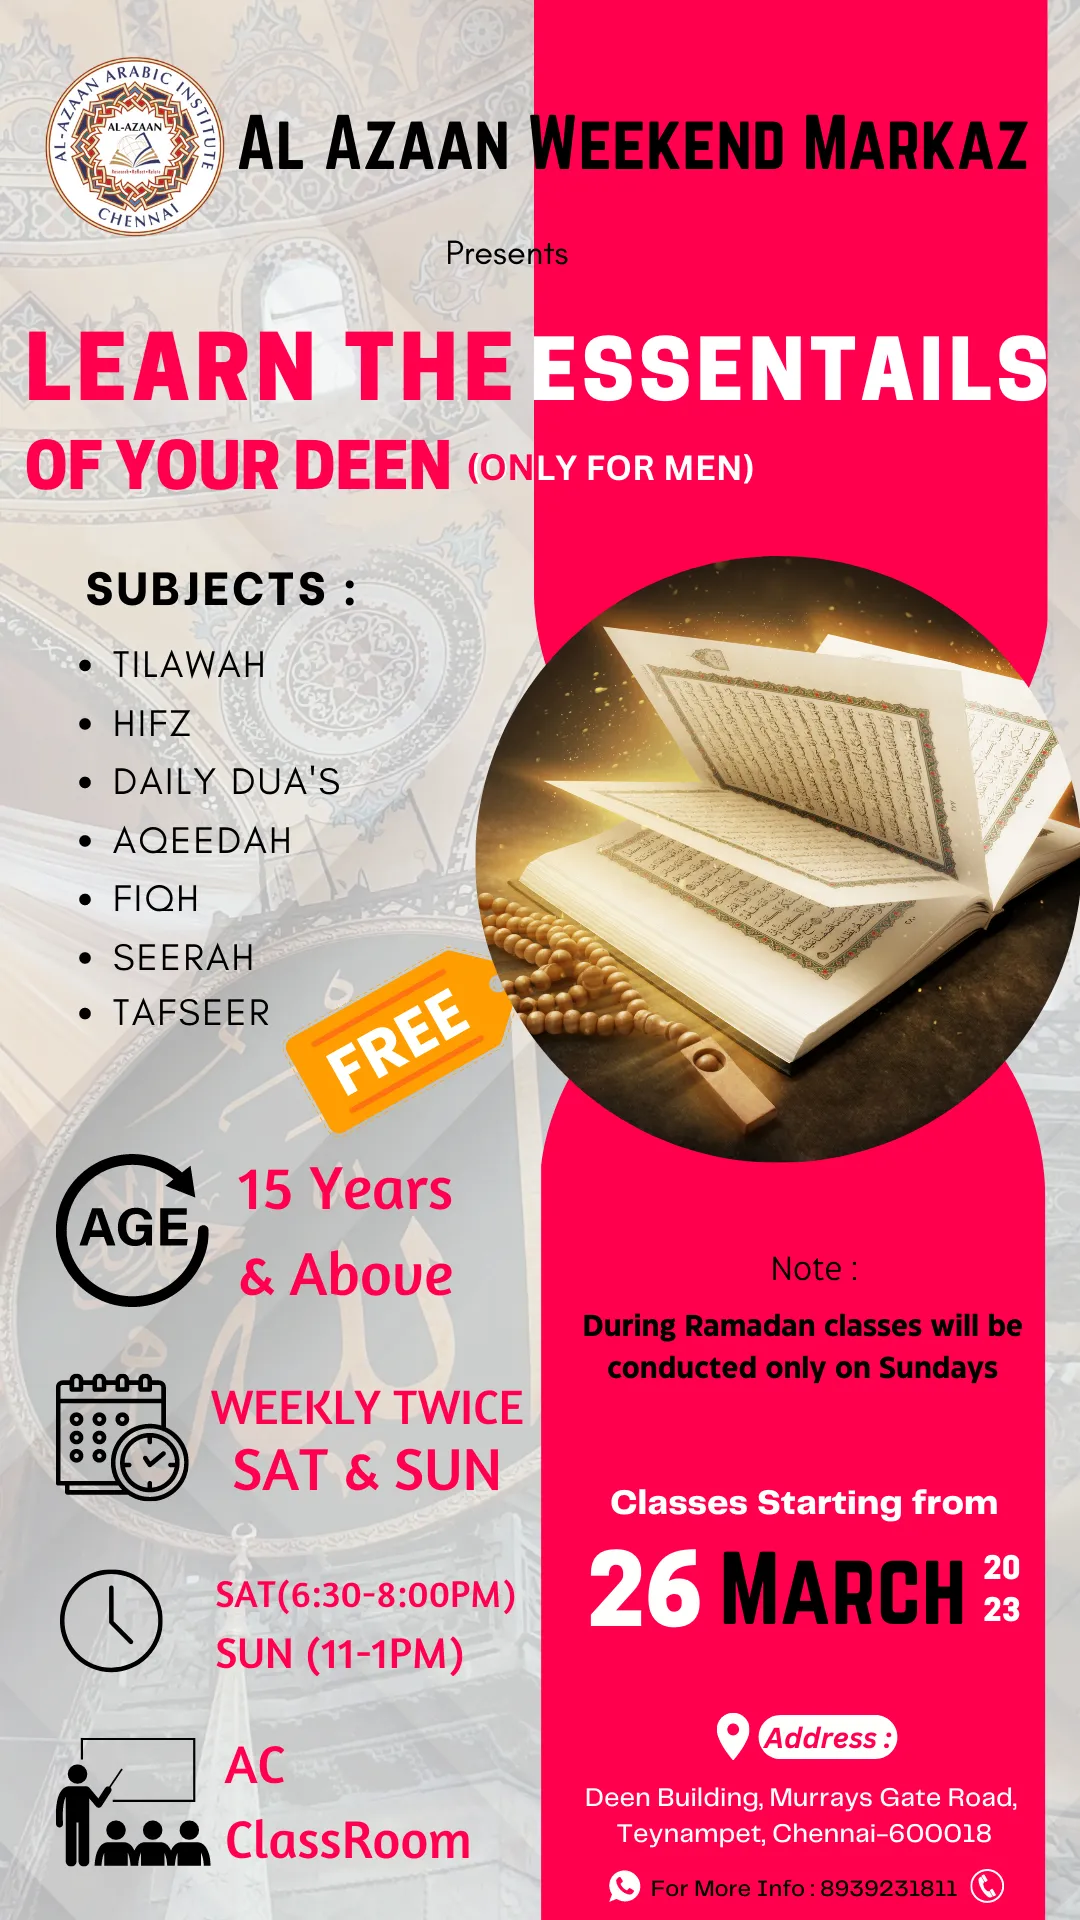 AL-AZAAN ARABIC INSTITUTE
CHENNAI
AL-AZAAN
AL AZAAN WEEKEND MARKAZ
Presents
LEARN THE ESSENTAILS
OF YOUR DEEN (ONLY FOR MEN)
SUBJECTS :
• TILAWAH
• HIFZ
• DAILY DUA'S
• AQEEDAH
• FIQH
• SEERAH
• TAFSEER
FREE
AGE
15 Years
& Above
WEEKLY TWICE
SAT & SUN
SAT(6:30-8:00PM)
SUN (11-1PM)
AC
ClassRoom
Note :
During Ramadan classes will be
conducted only on Sundays
Classes Starting from
26 MARCH 2023
Address :
Deen Building, Murrays Gate Road,
Teynampet, Chennai-600018
For More Info : 8939231811